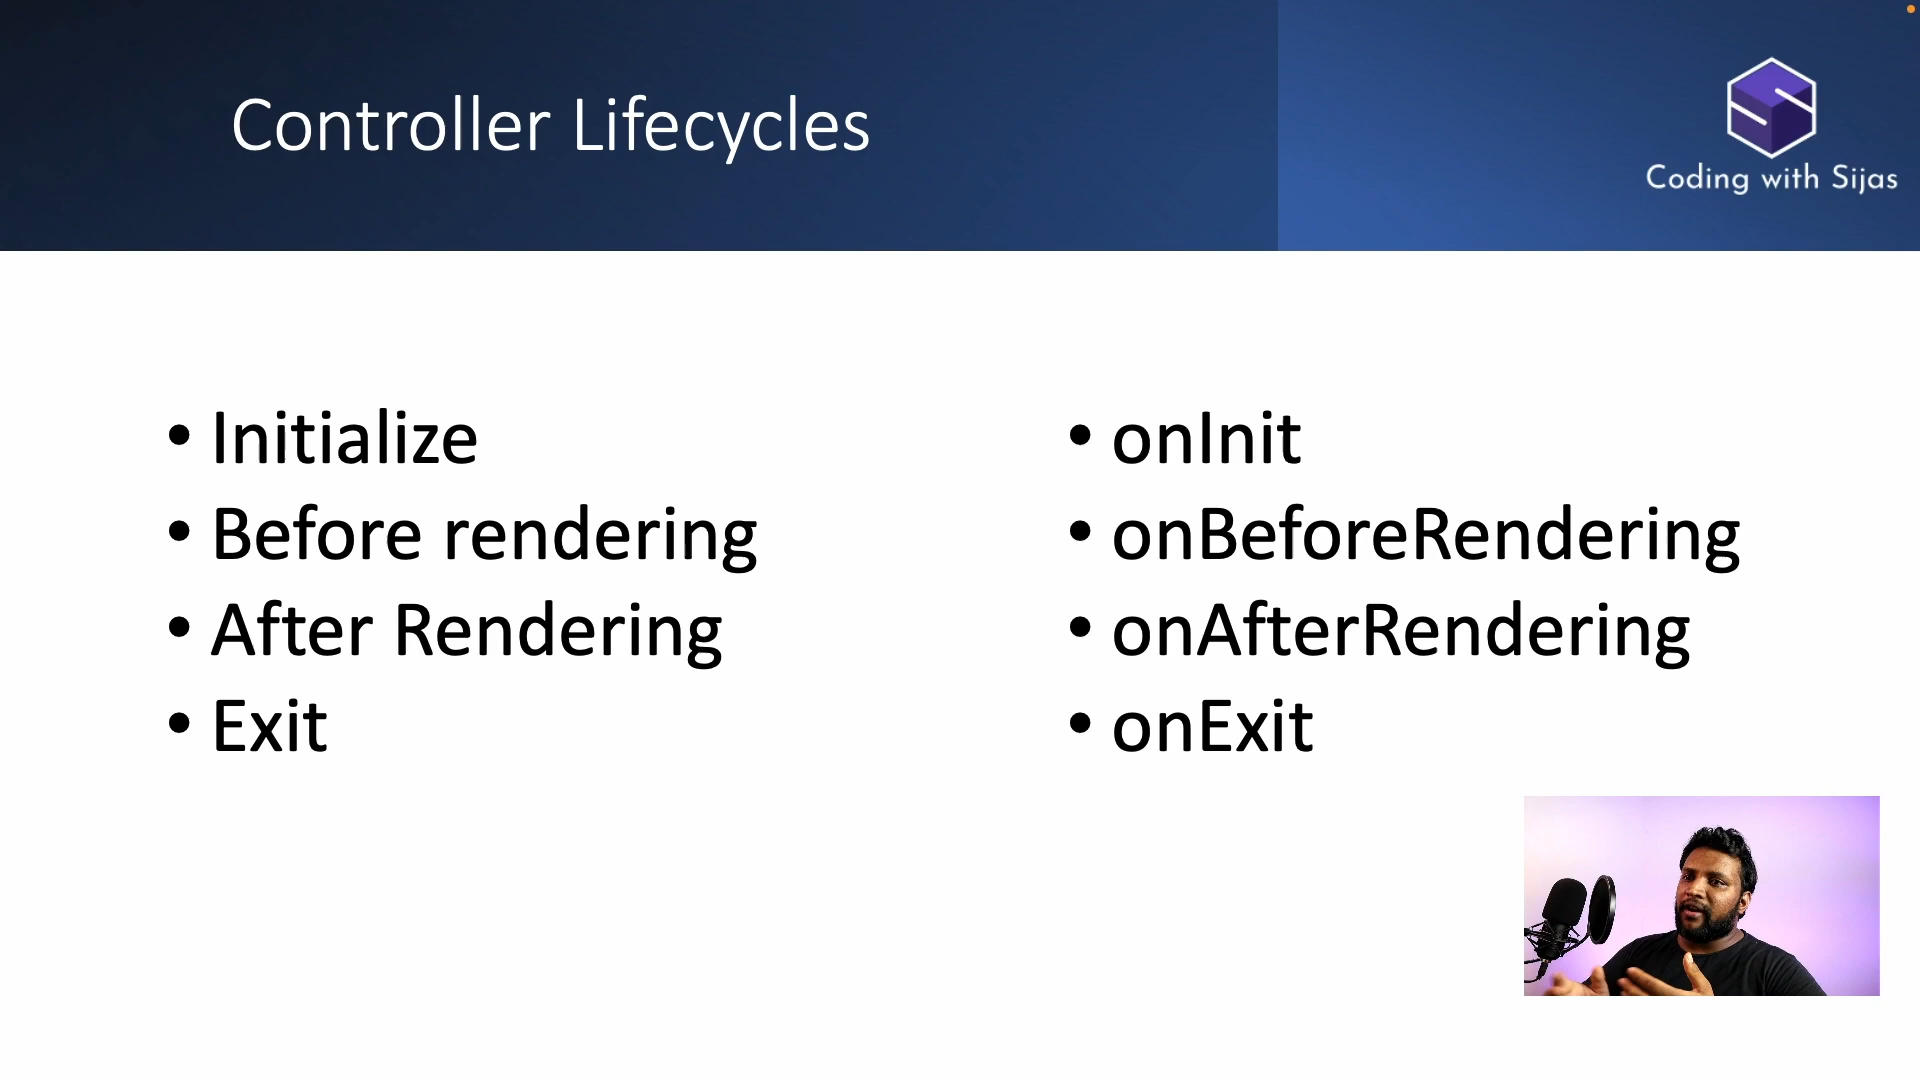 Controller Lifecycles
Coding with Sijas
• Initialize
• Before rendering
• After Rendering
• Exit
• onInit
• onBeforeRendering
• onAfterRendering
• onExit